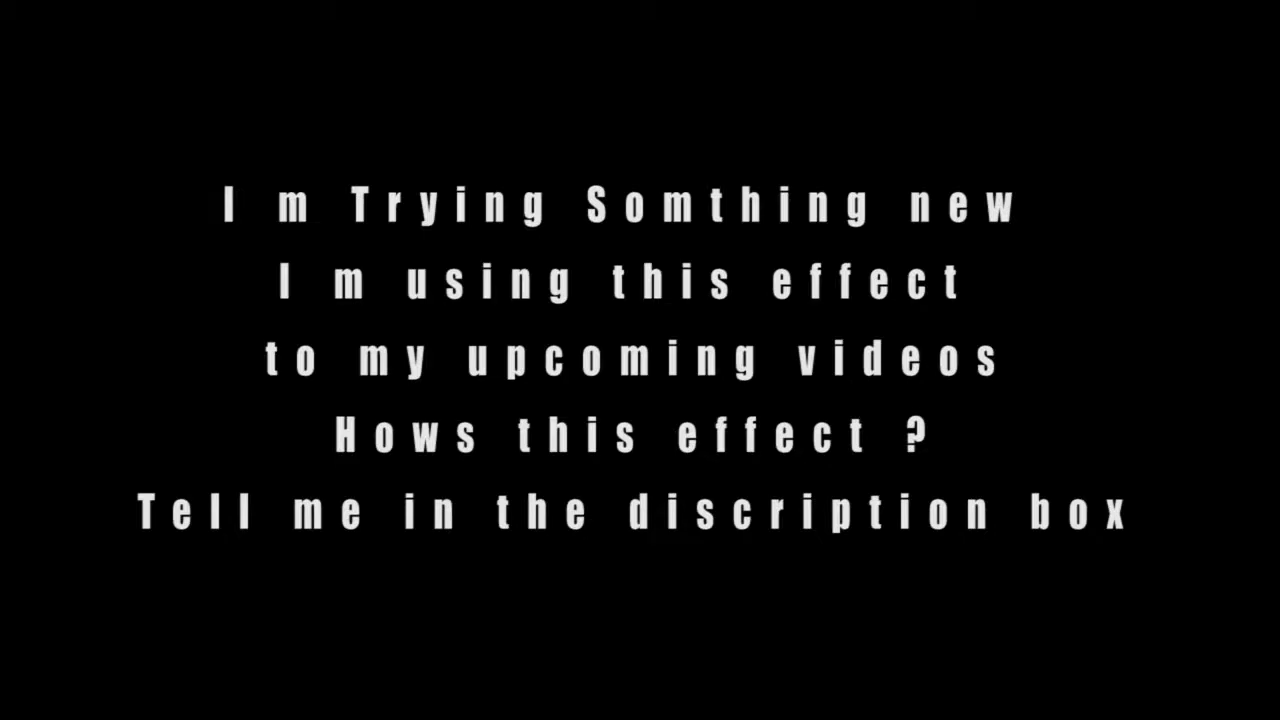 I m Trying Somthing new
I m using this effect
to my upcoming videos
Hows this effect ?
Tell me in the discription box